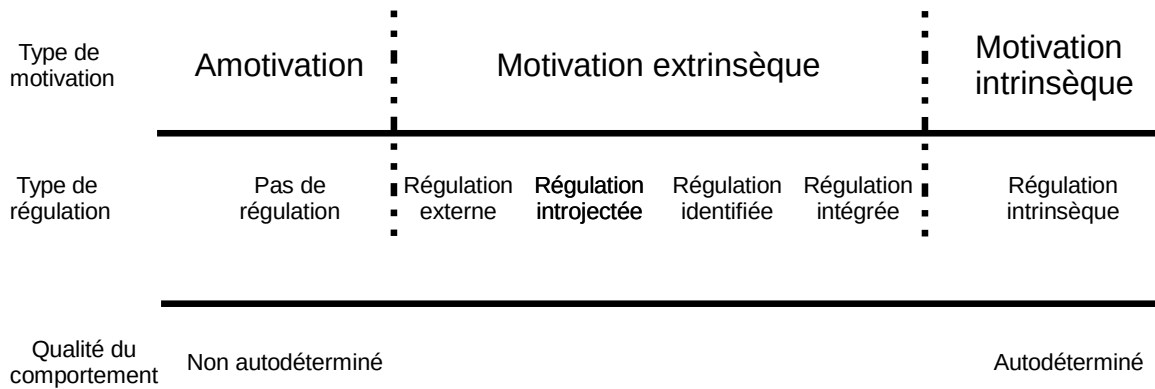 Type de
motivation
Amotivation
Motivation extrinsèque
Motivation
intrinsèque
Type de
régulation
Pas de
régulation
Régulation
externe
Régulation
introjectée
Régulation
identifiée
Régulation
intégrée
Régulation
intrinsèque
Qualité du
comportement
Non autodéterminé
Autodéterminé